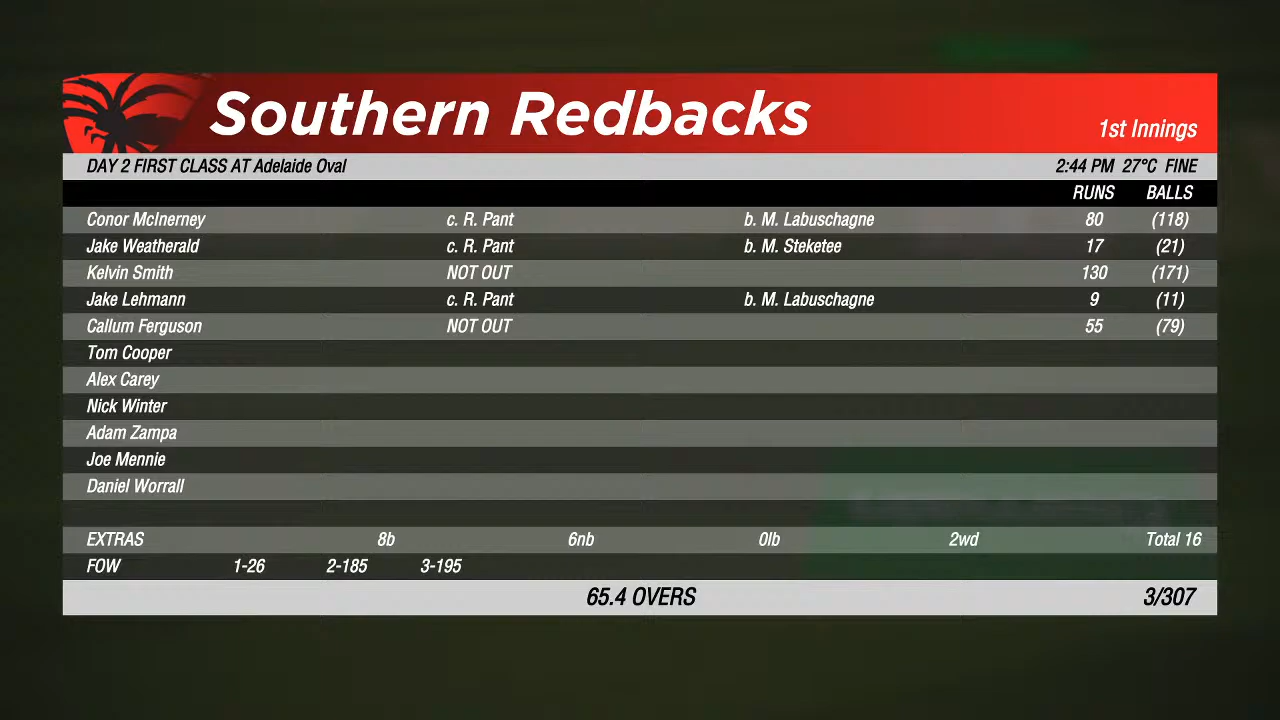 Southern Redbacks
1st Innings
DAY 2 FIRST CLASS AT Adelaide Oval 2:44 PM 27°C FINE
RUNS BALLS
Conor McInerney c. R. Pant b. M. Labuschagne 80 (118)
Jake Weatherald c. R. Pant b. M. Steketee 17 (21)
Kelvin Smith NOT OUT 130 (171)
Jake Lehmann c. R. Pant b. M. Labuschagne 9 (11)
Callum Ferguson NOT OUT 55 (79)
Tom Cooper
Alex Carey
Nick Winter
Adam Zampa
Joe Mennie
Daniel Worrall
EXTRAS 8b 6nb 0lb 2wd Total 16
FOW 1-26 2-185 3-195
65.4 OVERS 3/307